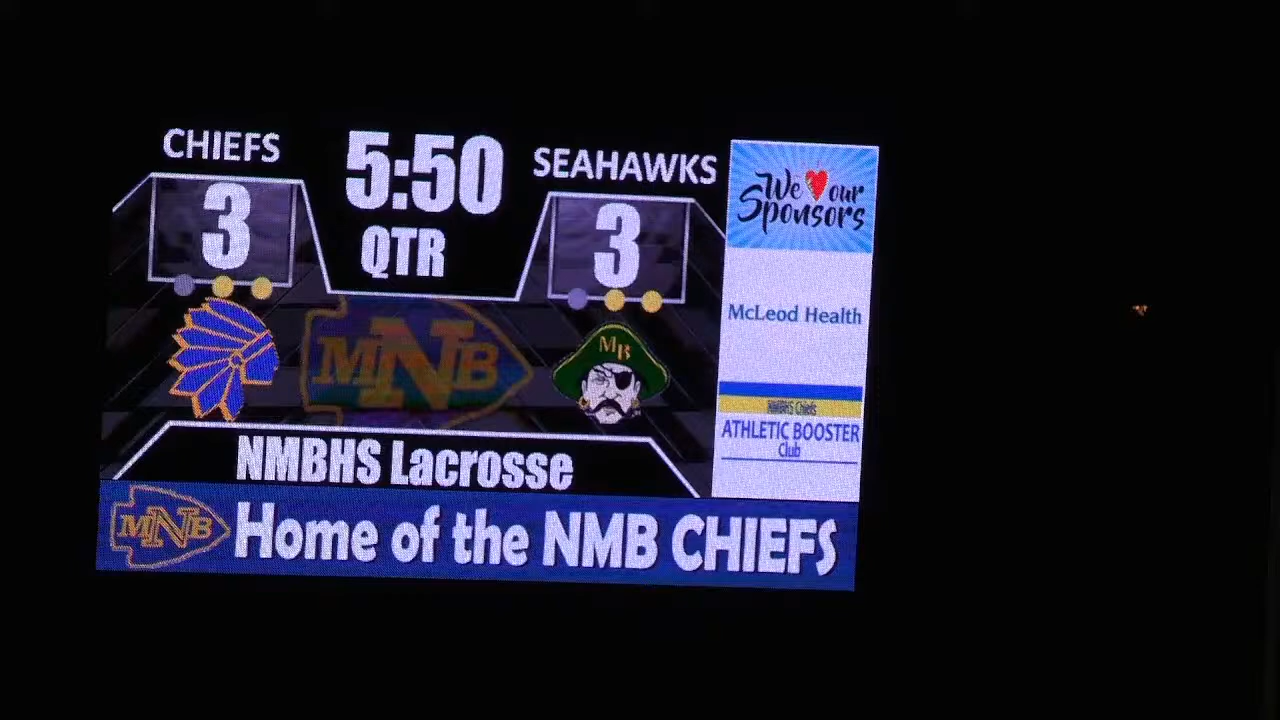 CHIEFS
5:50
SEAHAWKS
3
QTR
3
We our
Sponsors
McLeod Health
MNB
MB
NMBHS Chiefs
ATHLETIC BOOSTER
Club
NMBHS Lacrosse
MNB
Home of the NMB CHIEFS